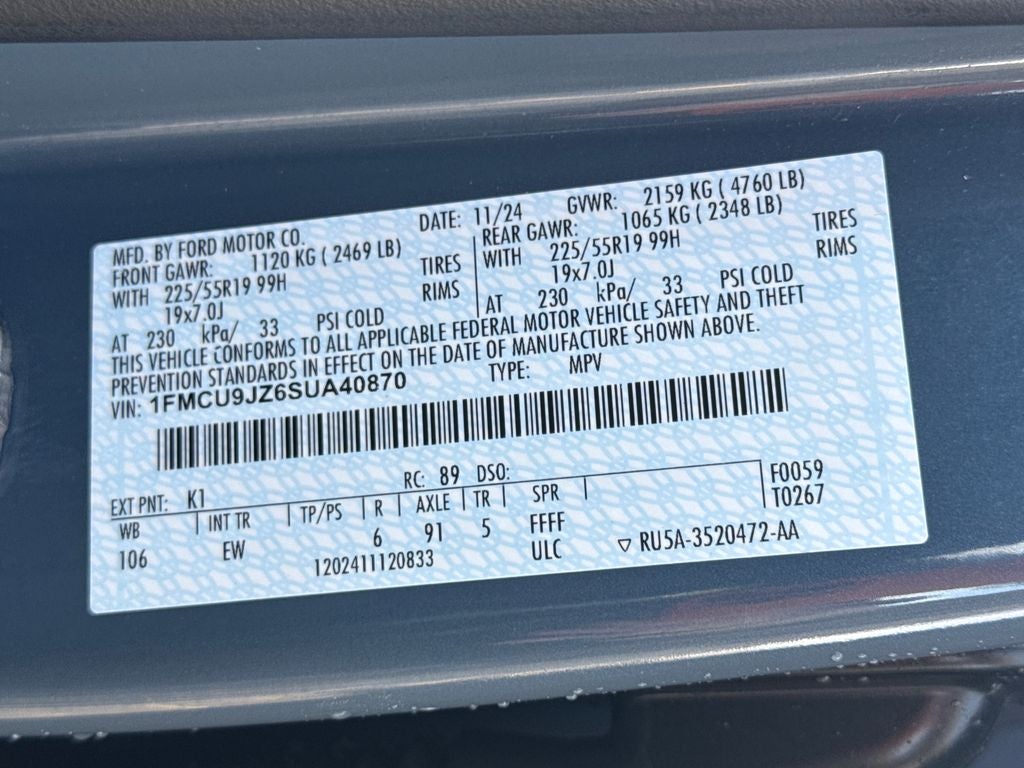 MFD. BY FORD MOTOR CO. DATE: 11/24 GVWR: 2159 KG ( 4760 LB)
FRONT GAWR: 1120 KG ( 2469 LB) REAR GAWR: 1065 KG ( 2348 LB)
WITH 225/55R19 99H TIRES WITH 225/55R19 99H TIRES
19x7.0J RIMS 19x7.0J RIMS
AT 230 kPa/ 33 PSI COLD AT 230 kPa/ 33 PSI COLD
THIS VEHICLE CONFORMS TO ALL APPLICABLE FEDERAL MOTOR VEHICLE SAFETY AND THEFT
PREVENTION STANDARDS IN EFFECT ON THE DATE OF MANUFACTURE SHOWN ABOVE.
VIN: 1FMCU9JZ6SUA40870 TYPE: MPV
EXT PNT: K1 RC: 89 DSO: F0059
WB INT TR TP/PS R AXLE TR SPR T0267
106 EW 6 91 5 FFFF
1202411120833 ULC RU5A-3520472-AA